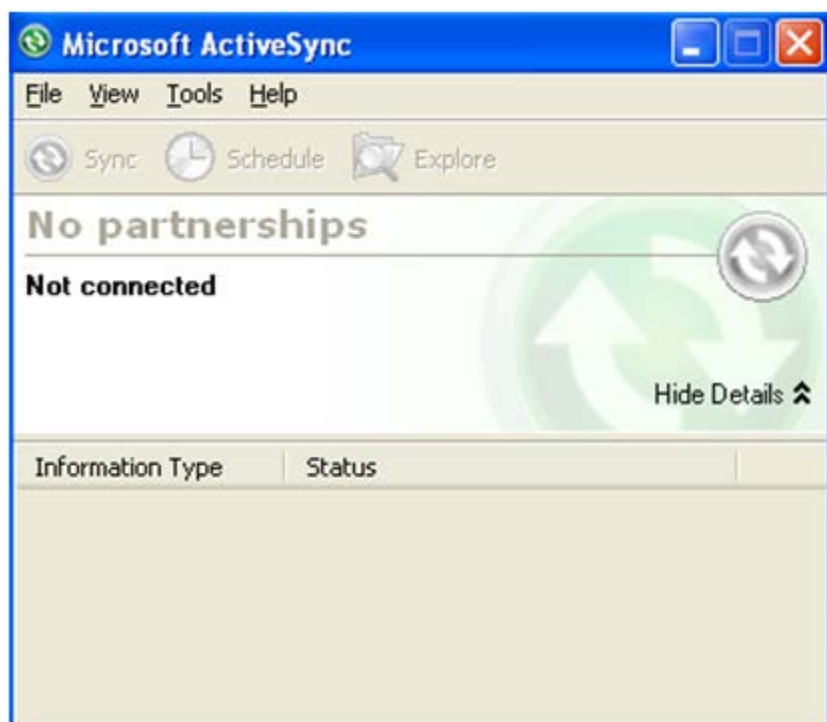 Microsoft ActiveSync
File View Tools Help
Sync Schedule Explore
No partnerships
Not connected
Hide Details
Information Type Status